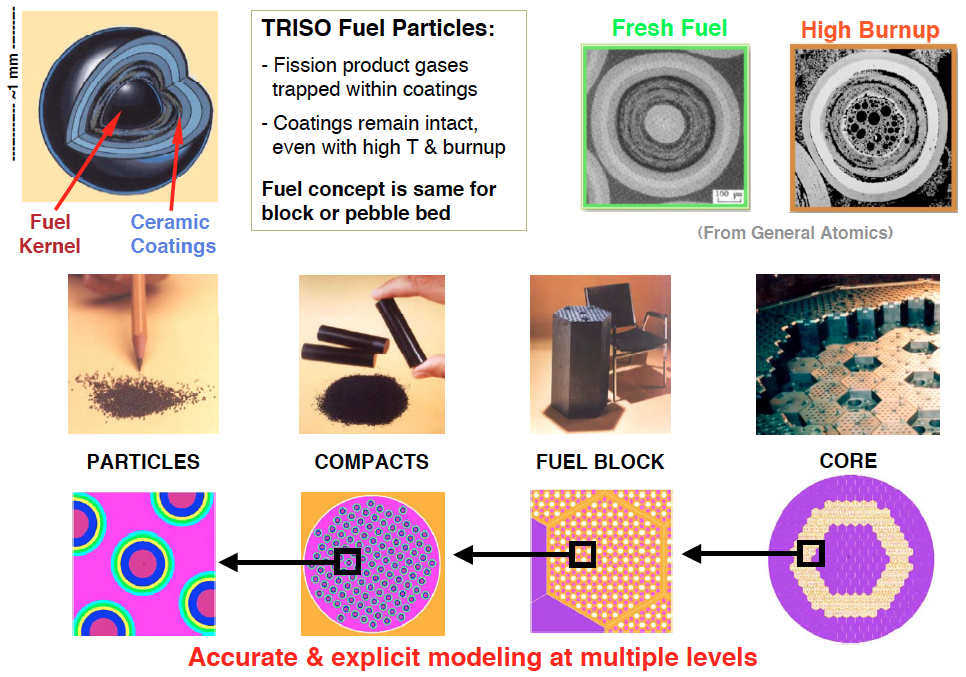 ---------- ~1 mm ----------
TRISO Fuel Particles:
- Fission product gases
trapped within coatings
- Coatings remain intact,
even with high T & burnup
Fuel concept is same for
block or pebble bed
Fuel
Kernel
Ceramic
Coatings
Fresh Fuel
High Burnup
100 µm
(From General Atomics)
PARTICLES
COMPACTS
FUEL BLOCK
CORE
Accurate & explicit modeling at multiple levels